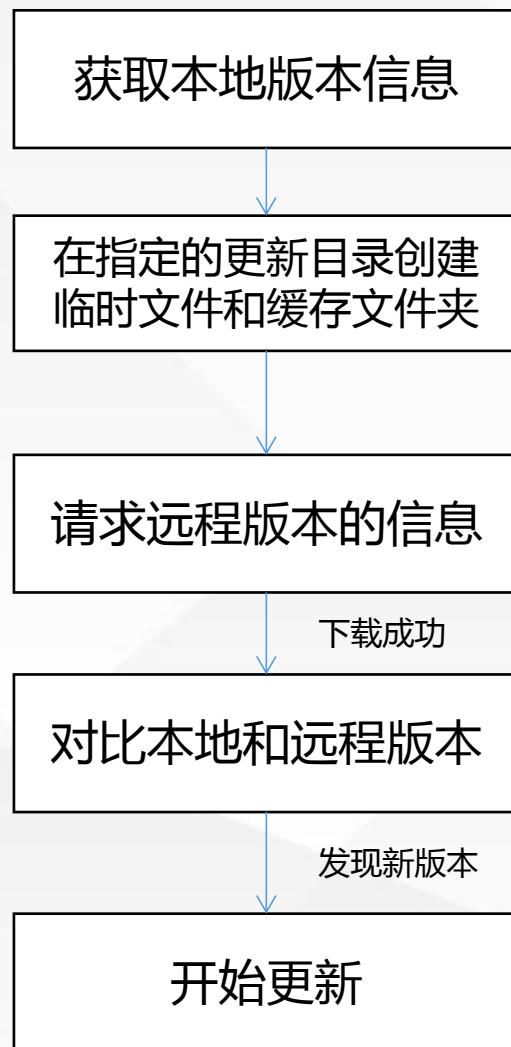 获取本地版本信息
在指定的更新目录创建
临时文件和缓存文件夹
请求远程版本的信息
下载成功
对比本地和远程版本
发现新版本
开始更新